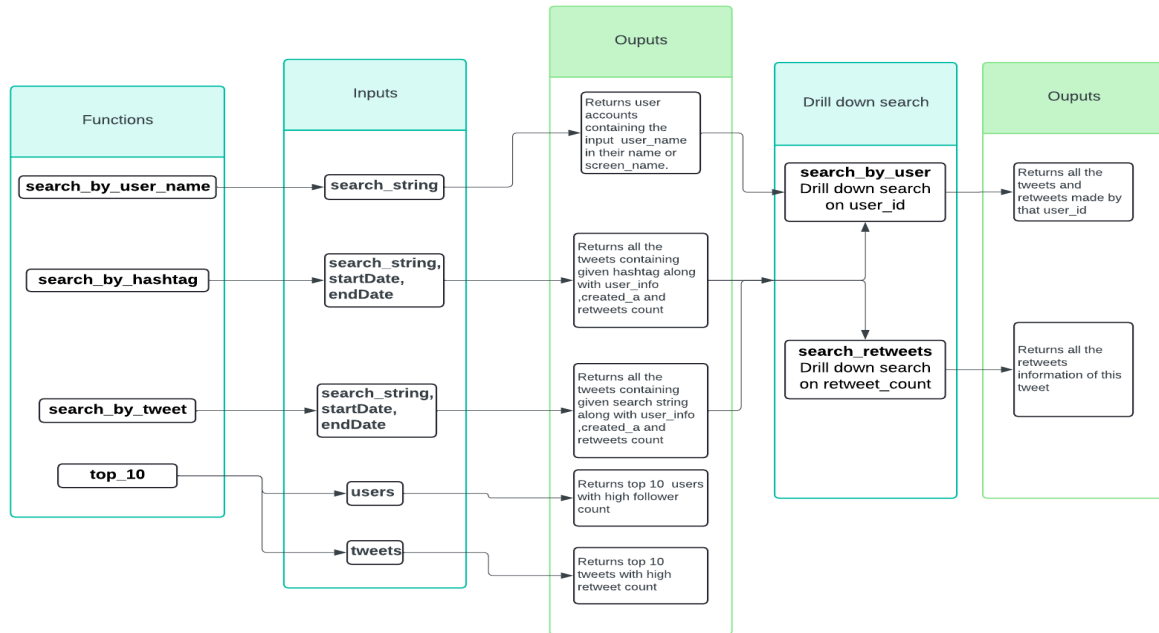 Functions
search_by_user_name
search_by_hashtag
search_by_tweet
top_10
Inputs
search_string
search_string,
startDate,
endDate
search_string,
startDate,
endDate
users
tweets
Ouputs
Returns user
accounts
containing the
input user_name
in their name or
screen_name.
Returns all the
tweets containing
given hashtag along
with user_info
,created_a and
retweets count
Returns all the
tweets containing
given search string
along with user_info
,created_a and
retweets count
Returns top 10 users
with high follower
count
Returns top 10
tweets with high
retweet count
Drill down search
search_by_user
Drill down search
on user_id
search_retweets
Drill down search
on retweet_count
Ouputs
Returns all the
tweets and
retweets made by
that user_id
Returns all the
retweets
information of this
tweet